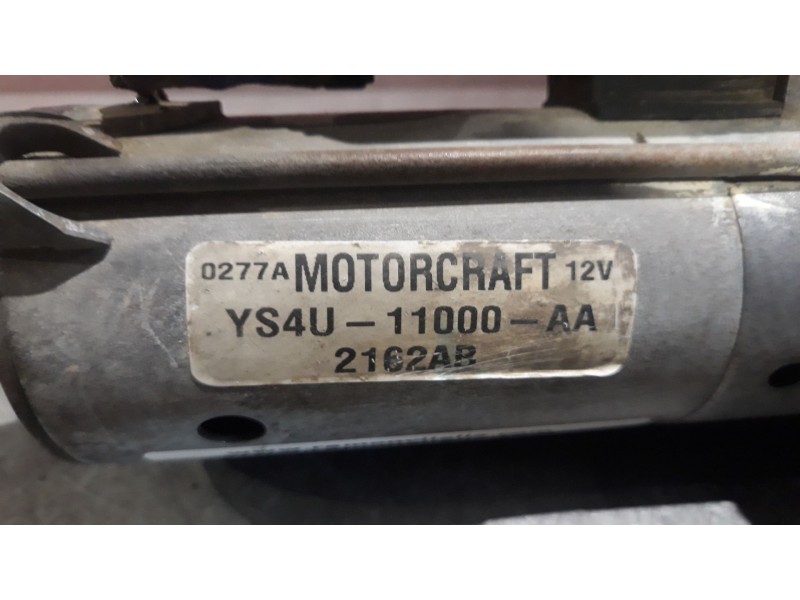 0277A MOTORCRAFT 12V
YS4U-11000-AA
2162AB